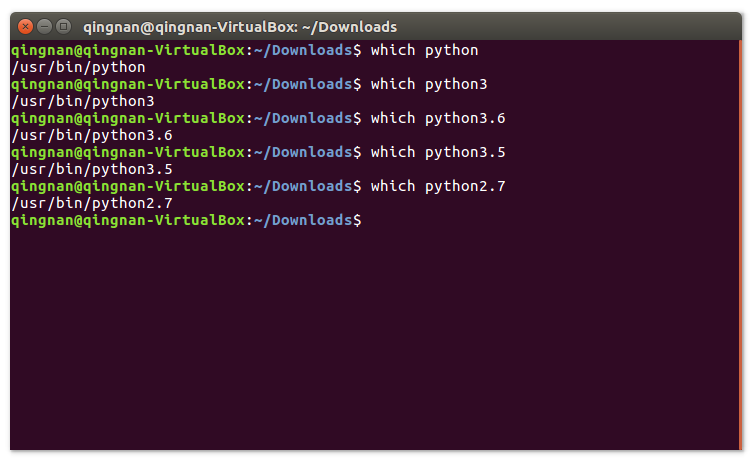 qingnan@qingnan-VirtualBox: ~/Downloads
qingnan@qingnan-VirtualBox:~/Downloads$ which python
/usr/bin/python
qingnan@qingnan-VirtualBox:~/Downloads$ which python3
/usr/bin/python3
qingnan@qingnan-VirtualBox:~/Downloads$ which python3.6
/usr/bin/python3.6
qingnan@qingnan-VirtualBox:~/Downloads$ which python3.5
/usr/bin/python3.5
qingnan@qingnan-VirtualBox:~/Downloads$ which python2.7
/usr/bin/python2.7
qingnan@qingnan-VirtualBox:~/Downloads$